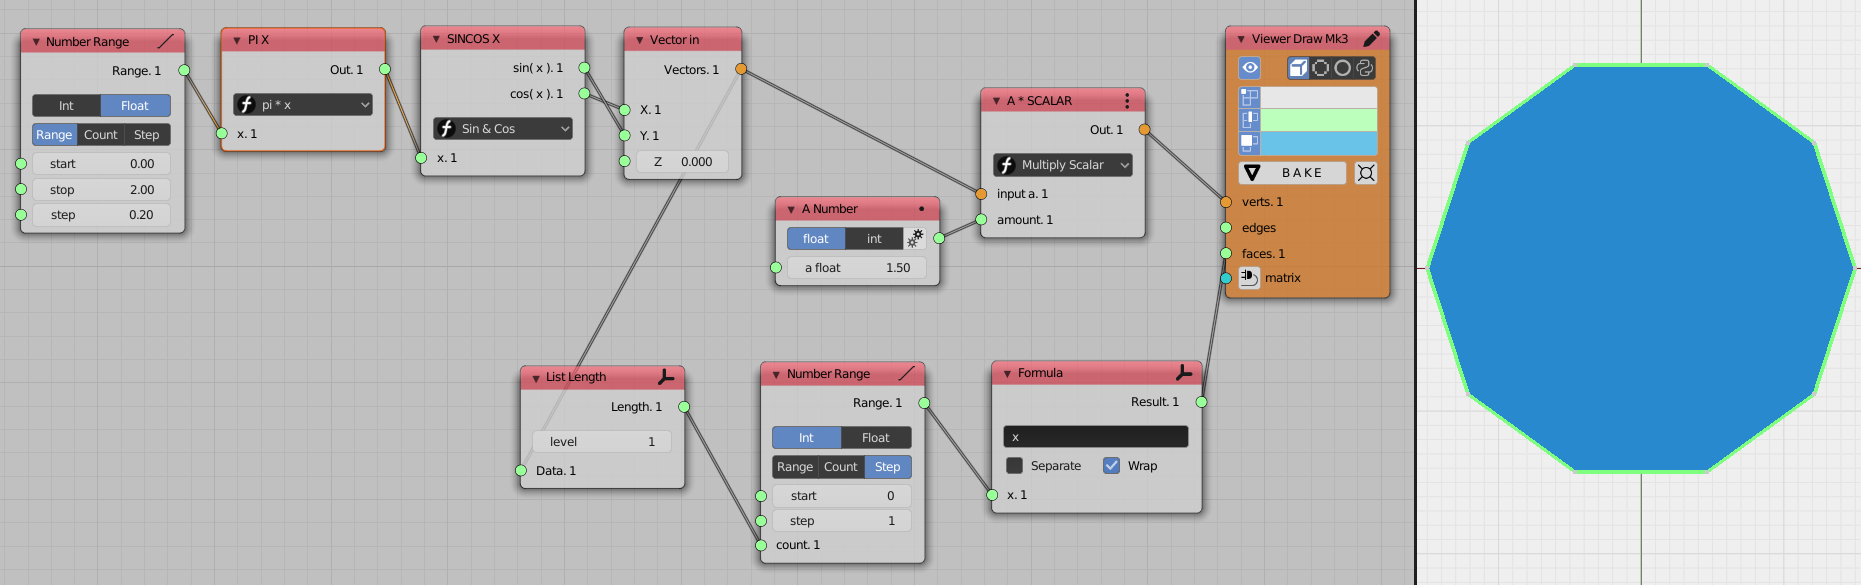 Number Range
Range. 1
Int Float
Range Count Step
start 0.00
stop 2.00
step 0.20
PI X
Out. 1
pi * x
x. 1
SINCOS X
sin( x ). 1
cos( x ). 1
Sin & Cos
x. 1
Vector in
Vectors. 1
X. 1
Y. 1
Z 0.000
A Number
float int
a float 1.50
A * SCALAR
Out. 1
Multiply Scalar
input a. 1
amount. 1
Viewer Draw Mk3
BAKE
verts. 1
edges
faces. 1
matrix
List Length
Length. 1
level 1
Data. 1
Number Range
Range. 1
Int Float
Range Count Step
start 0
step 1
count. 1
Formula
Result. 1
x
Separate Wrap
x. 1